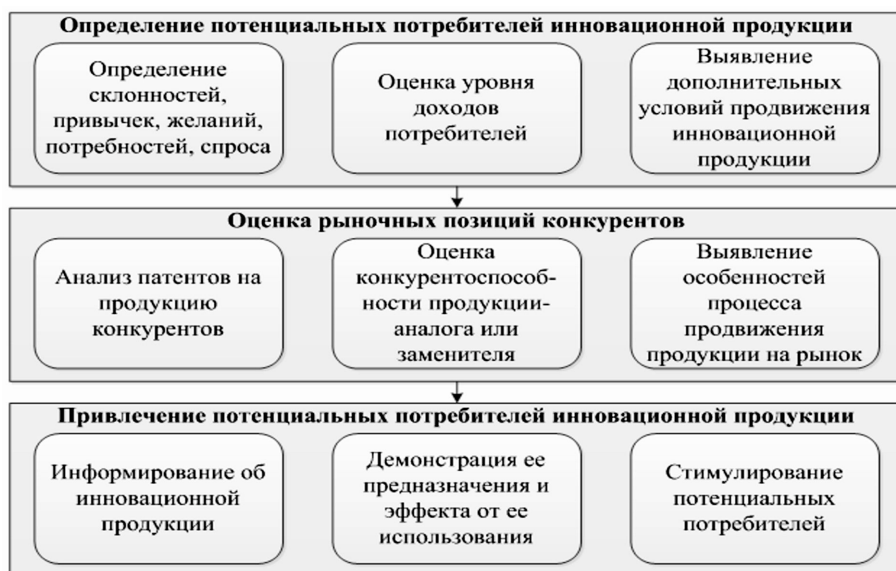 Определение потенциальных потребителей инновационной продукции
Определение
склонностей,
привычек, желаний,
потребностей, спроса
Оценка уровня
доходов
потребителей
Выявление
дополнительных
условий продвижения
инновационной
продукции
Оценка рыночных позиций конкурентов
Анализ патентов на
продукцию
конкурентов
Оценка
конкурентоспособ-
ности продукции-
аналога или
заменителя
Выявление
особенностей
процесса
продвижения
продукции на рынок
Привлечение потенциальных потребителей инновационной продукции
Информирование об
инновационной
продукции
Демонстрация ее
предназначения и
эффекта от ее
использования
Стимулирование
потенциальных
потребителей